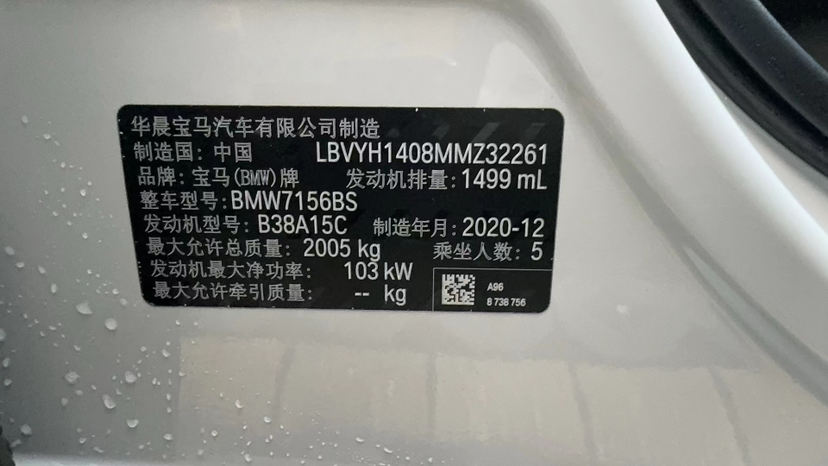 华晨宝马汽车有限公司制造
制造国: 中国 LBVYH1408MMZ32261
品牌: 宝马(BMW)牌 发动机排量: 1499 mL
整车型号: BMW7156BS
发动机型号: B38A15C 制造年月: 2020-12
最大允许总质量: 2005 kg 乘坐人数: 5
发动机最大净功率: 103 kW
最大允许牵引质量: -- kg
A96
8 738 756